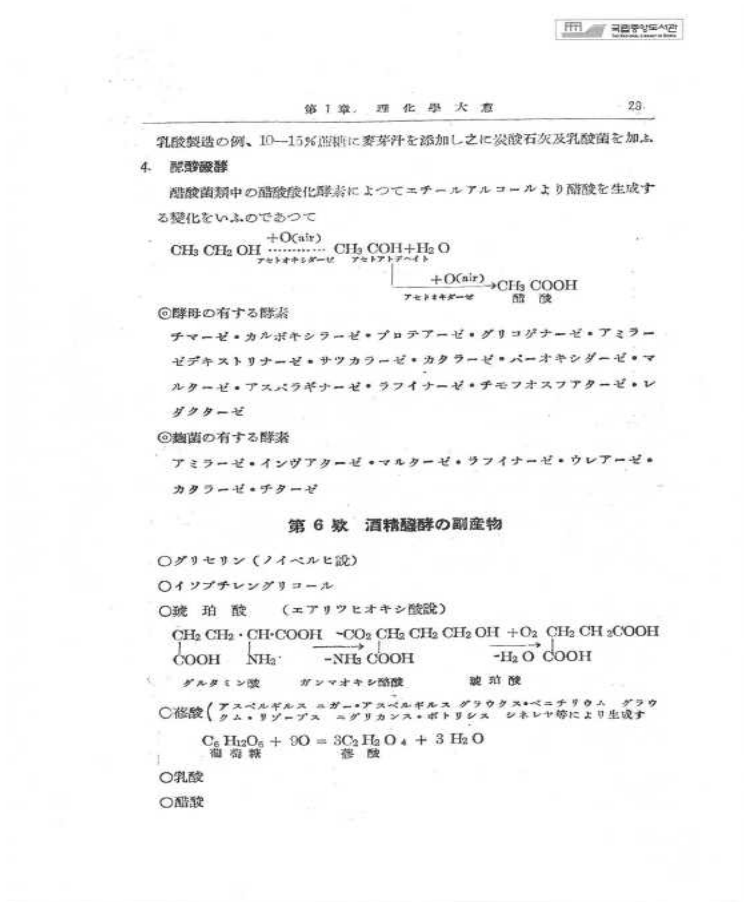 국립중앙도서관
THE NATIONAL LIBRARY OF KOREA
第1章. 理化學大意 29
乳酸製造の例、10—15%蔗糖に麥芽汁を添加し之に炭酸石灰及乳酸菌を加ふ
4. 醋酸醱酵
醋酸菌類中の醋酸酸化酵素によつてエチールアルコールより醋酸を生成す
る變化をいふのであつて
CH₃ CH₂ OH +O(air) ············ CH₃ COH+H₂O
アセトオキシダーゼ アセトアトデヘイト
+O(air) →CH₃ COOH
アセトオキダーゼ 醋酸
◎酵母の有する酵素
チマーゼ・カルボキシラーゼ・プロテアーゼ・グリコゲナーゼ・アミラー
ゼデキストリナーゼ・サツカラーゼ・カタラーゼ・パーオキシダーゼ・マ
ルターゼ・アスパラギナーゼ・ラフイナーゼ・チモフオスフアターゼ・レ
ダクターゼ
◎麹菌の有する酵素
アミラーゼ・インヴアターゼ・マルターゼ・ラフイナーゼ・ウレアーゼ・
カタラーゼ・チターゼ
第6欵 酒精醱酵の副産物
○グリセリン(ノイベルヒ説)
○イソブチレングリコール
○琥珀酸 (エアリツヒオキシ酸說)
CH₂ CH₂・CH・COOH -CO₂ CH₂ CH₂ CH₂ OH +O₂ CH₂ CH ₂COOH
COOH NH₂ -NH₃ COOH -H₂O COOH
グルタミン酸 ガンマオキシ酪酸 琥珀酸
○蓚酸(アスペルギルス ニガー・アスペルギルス グラウクス・ペニチリウム グラウ
クム・リゾープス ニグリカンス・ボトリシス シネレヤ等により生成す
C₆ H₁₂O₆ + 9O = 3C₂ H₂ O ₄ + 3 H₂ O
葡萄糖 蓚酸
○乳酸
○醋酸